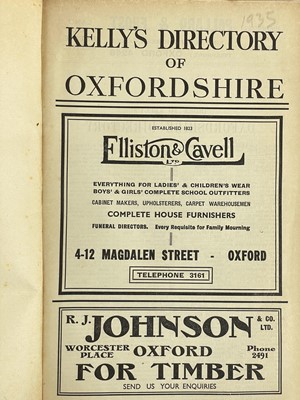 1935
KELLY'S DIRECTORY
OF
OXFORDSHIRE
ESTABLISHED 1823
Elliston & Cavell
LTD
EVERYTHING FOR LADIES' & CHILDREN'S WEAR
BOYS' & GIRLS' COMPLETE SCHOOL OUTFITTERS
CABINET MAKERS, UPHOLSTERERS, CARPET WAREHOUSEMEN
COMPLETE HOUSE FURNISHERS
FUNERAL DIRECTORS. Every Requisite for Family Mourning
4-12 MAGDALEN STREET - OXFORD
TELEPHONE 3161
R. J. JOHNSON & CO. LTD.
WORCESTER PLACE OXFORD Phone 2491
FOR TIMBER
SEND US YOUR ENQUIRIES